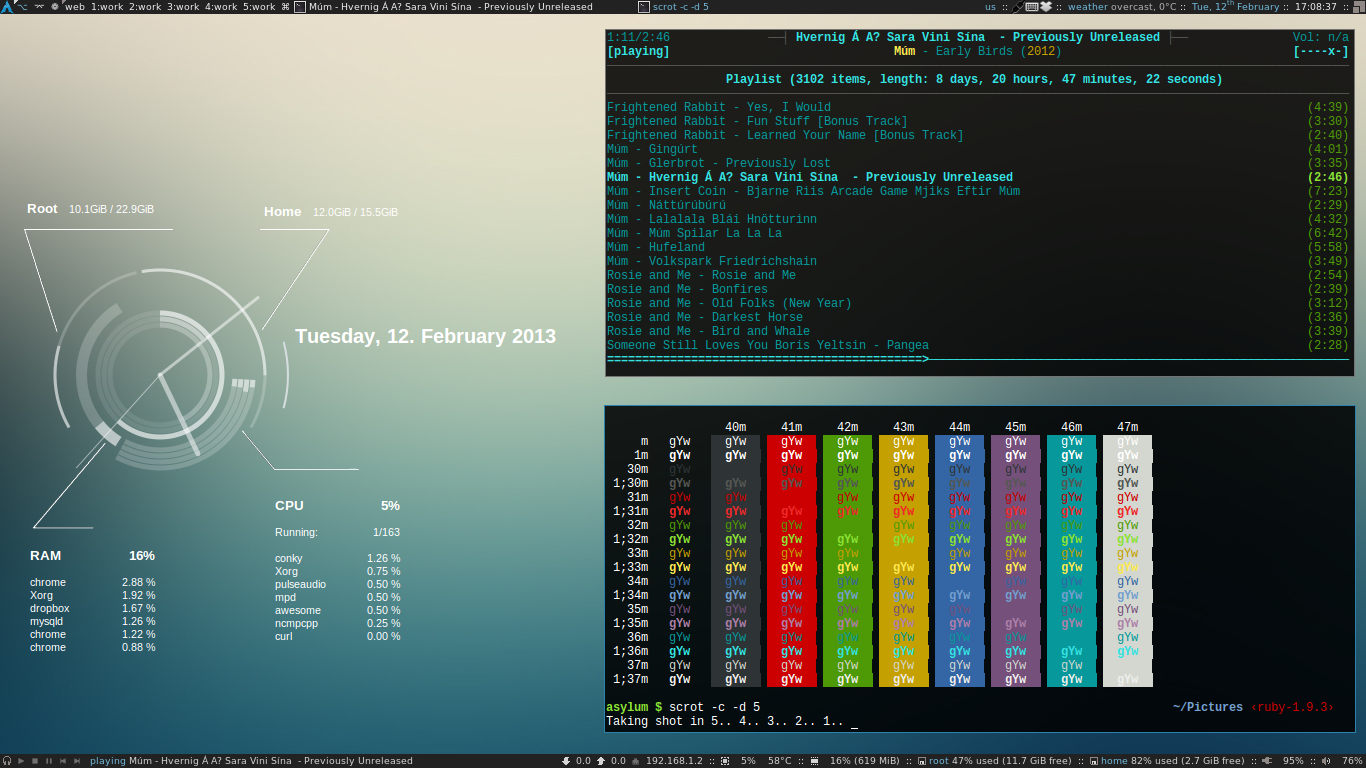 web 1:work 2:work 3:work 4:work 5:work ⌘ Múm - Hvernig Á A? Sara Vini Sína - Previously Unreleased scrot -c -d 5 us :: :: weather overcast, 0°C :: Tue, 12th February :: 17:08:37 ::
1:11/2:46 ──┤ Hvernig Á A? Sara Vini Sína - Previously Unreleased ├── Vol: n/a
[playing] Múm - Early Birds (2012) [----x-]
Playlist (3102 items, length: 8 days, 20 hours, 47 minutes, 22 seconds)
Frightened Rabbit - Yes, I Would (4:39)
Frightened Rabbit - Fun Stuff [Bonus Track] (3:30)
Frightened Rabbit - Learned Your Name [Bonus Track] (2:40)
Múm - Gingúrt (4:01)
Múm - Glerbrot - Previously Lost (3:35)
Múm - Hvernig Á A? Sara Vini Sína - Previously Unreleased (2:46)
Múm - Insert Coin - Bjarne Riis Arcade Game Mjiks Eftir Múm (7:23)
Múm - Náttúrúbúrú (2:29)
Múm - Lalalala Blái Hnötturinn (4:32)
Múm - Múm Spilar La La La (6:42)
Múm - Hufeland (5:58)
Múm - Volkspark Friedrichshain (3:49)
Rosie and Me - Rosie and Me (2:54)
Rosie and Me - Bonfires (2:39)
Rosie and Me - Old Folks (New Year) (3:12)
Rosie and Me - Darkest Horse (3:36)
Rosie and Me - Bird and Whale (3:39)
Someone Still Loves You Boris Yeltsin - Pangea (2:28)
Root 10.1GiB / 22.9GiB
Home 12.0GiB / 15.5GiB
Tuesday, 12. February 2013
CPU 5%
Running: 1/163
conky 1.26 %
Xorg 0.75 %
pulseaudio 0.50 %
mpd 0.50 %
awesome 0.50 %
ncmpcpp 0.25 %
curl 0.00 %
RAM 16%
chrome 2.88 %
Xorg 1.92 %
dropbox 1.67 %
mysqld 1.26 %
chrome 1.22 %
chrome 0.88 %
40m 41m 42m 43m 44m 45m 46m 47m
m gYw gYw gYw gYw gYw gYw gYw gYw gYw
1m gYw gYw gYw gYw gYw gYw gYw gYw gYw
30m gYw gYw gYw gYw gYw gYw gYw gYw
1;30m gYw gYw gYw gYw gYw gYw gYw gYw gYw
31m gYw gYw gYw gYw gYw gYw gYw gYw
1;31m gYw gYw gYw gYw gYw gYw gYw gYw gYw
32m gYw gYw gYw gYw gYw gYw gYw gYw
1;32m gYw gYw gYw gYw gYw gYw gYw gYw gYw
33m gYw gYw gYw gYw gYw gYw gYw gYw
1;33m gYw gYw gYw gYw gYw gYw gYw gYw gYw
34m gYw gYw gYw gYw gYw gYw gYw gYw
1;34m gYw gYw gYw gYw gYw gYw gYw gYw gYw
35m gYw gYw gYw gYw gYw gYw gYw gYw
1;35m gYw gYw gYw gYw gYw gYw gYw gYw gYw
36m gYw gYw gYw gYw gYw gYw gYw gYw
1;36m gYw gYw gYw gYw gYw gYw gYw gYw gYw
37m gYw gYw gYw gYw gYw gYw gYw gYw
1;37m gYw gYw gYw gYw gYw gYw gYw gYw gYw
asylum $ scrot -c -d 5 ~/Pictures ‹ruby-1.9.3›
Taking shot in 5.. 4.. 3.. 2.. 1.. _
playing Múm - Hvernig Á A? Sara Vini Sína - Previously Unreleased 0.0 0.0 192.168.1.2 :: 5% 58°C :: 16% (619 MiB) :: root 47% used (11.7 GiB free) :: home 82% used (2.7 GiB free) :: 95% :: 76%